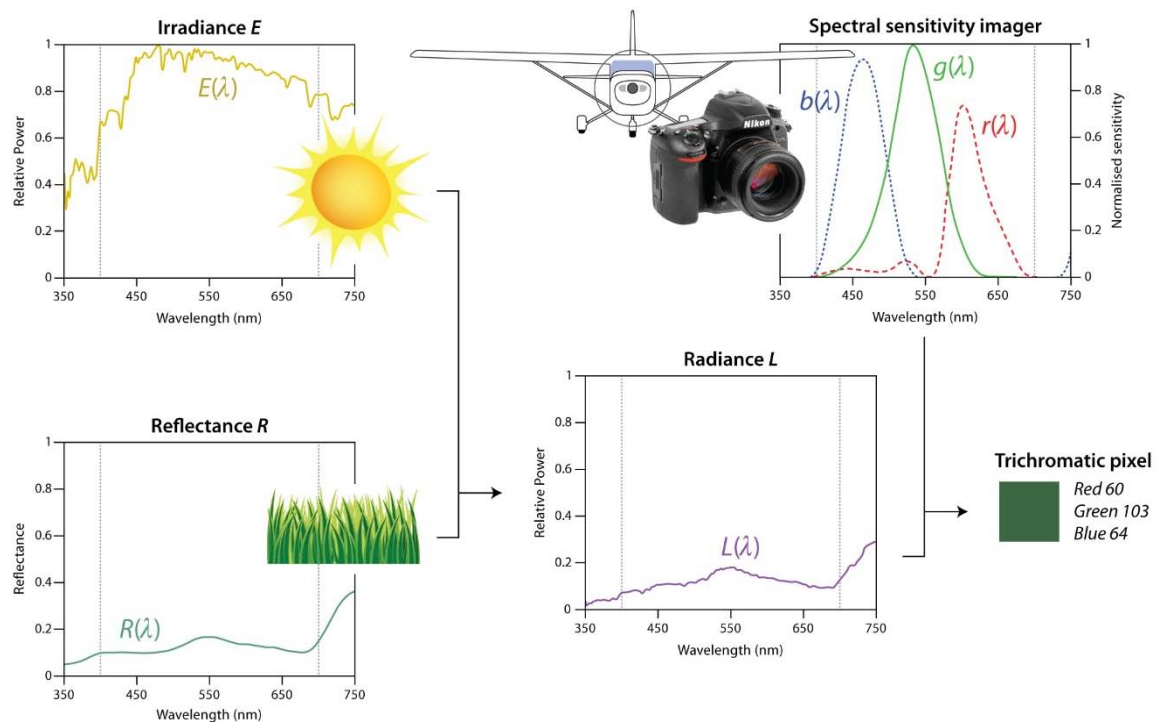 Irradiance E
1
0.8
0.6
0.4
0.2
0
Relative Power
E(λ)
350 450 550 650 750
Wavelength (nm)
Nikon
Spectral sensitivity imager
b(λ)
g(λ)
r(λ)
1
0.8
0.6
0.4
0.2
0
Normalised sensitivity
350 450 550 650 750
Wavelength (nm)
Reflectance R
1
0.8
0.6
0.4
0.2
0
Reflectance
R(λ)
350 450 550 650 750
Wavelength (nm)
Radiance L
1
0.8
0.6
0.4
0.2
0
Relative Power
L(λ)
350 450 550 650 750
Wavelength (nm)
Trichromatic pixel
Red 60
Green 103
Blue 64